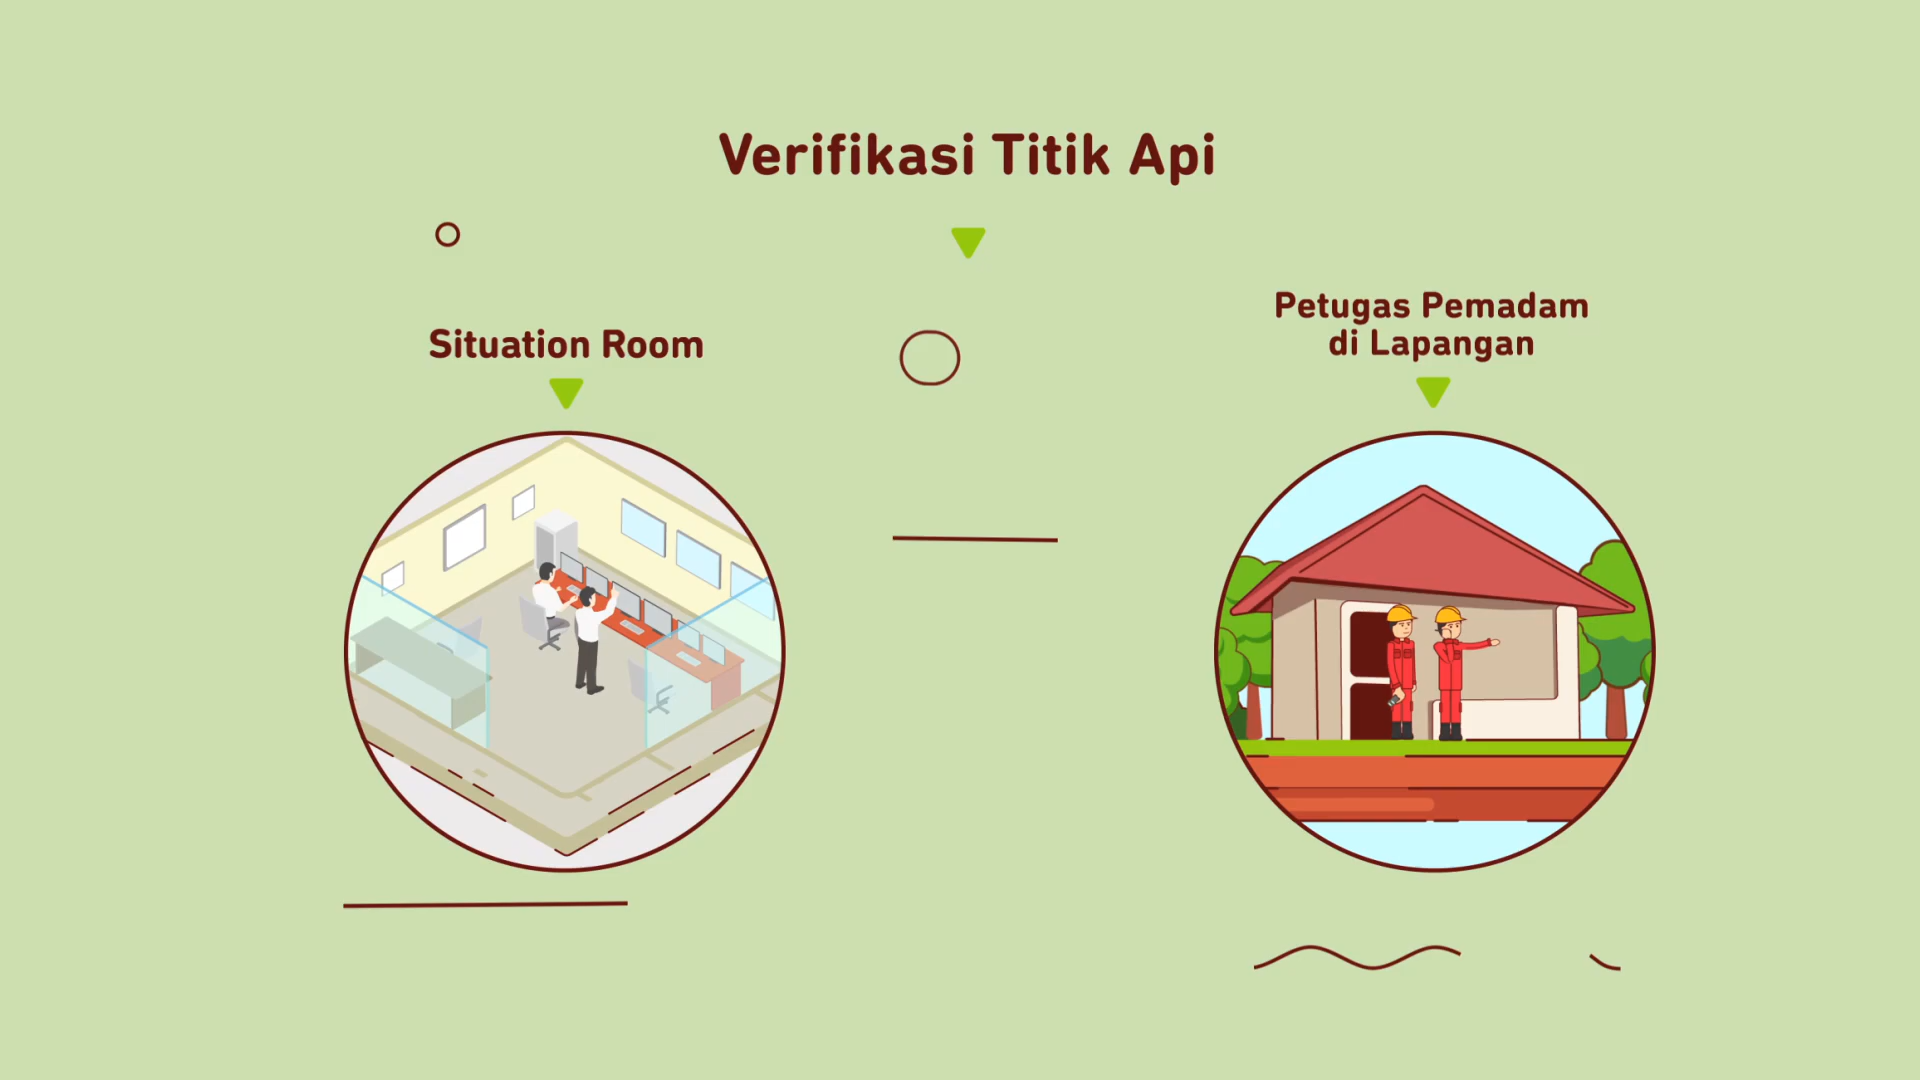 Verifikasi Titik Api
Situation Room
Petugas Pemadam
di Lapangan